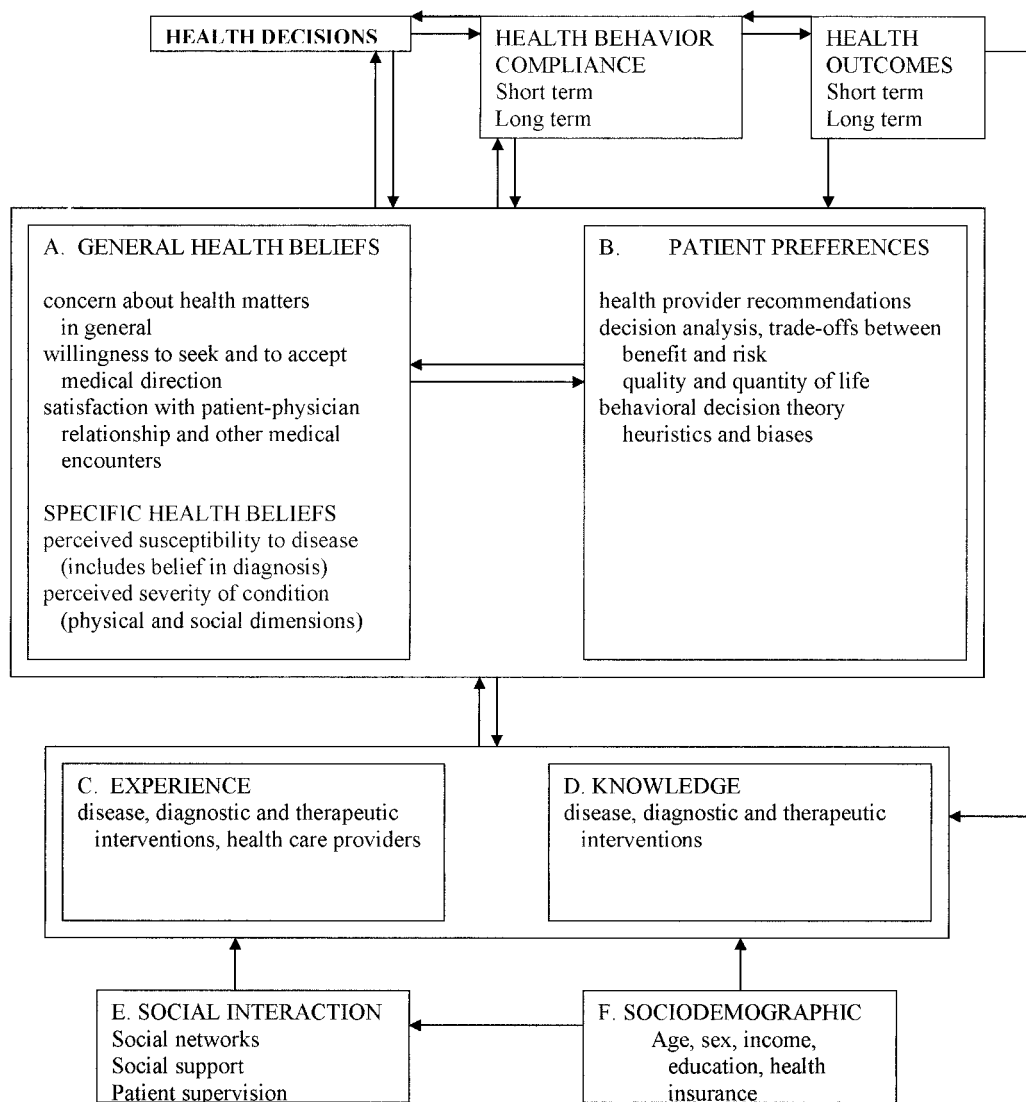 HEALTH DECISIONS
HEALTH BEHAVIOR
COMPLIANCE
Short term
Long term
HEALTH
OUTCOMES
Short term
Long term
A. GENERAL HEALTH BELIEFS
concern about health matters
in general
willingness to seek and to accept
medical direction
satisfaction with patient-physician
relationship and other medical
encounters
SPECIFIC HEALTH BELIEFS
perceived susceptibility to disease
(includes belief in diagnosis)
perceived severity of condition
(physical and social dimensions)
B. PATIENT PREFERENCES
health provider recommendations
decision analysis, trade-offs between
benefit and risk
quality and quantity of life
behavioral decision theory
heuristics and biases
C. EXPERIENCE
disease, diagnostic and therapeutic
interventions, health care providers
D. KNOWLEDGE
disease, diagnostic and therapeutic
interventions
E. SOCIAL INTERACTION
Social networks
Social support
Patient supervision
F. SOCIODEMOGRAPHIC
Age, sex, income,
education, health
insurance